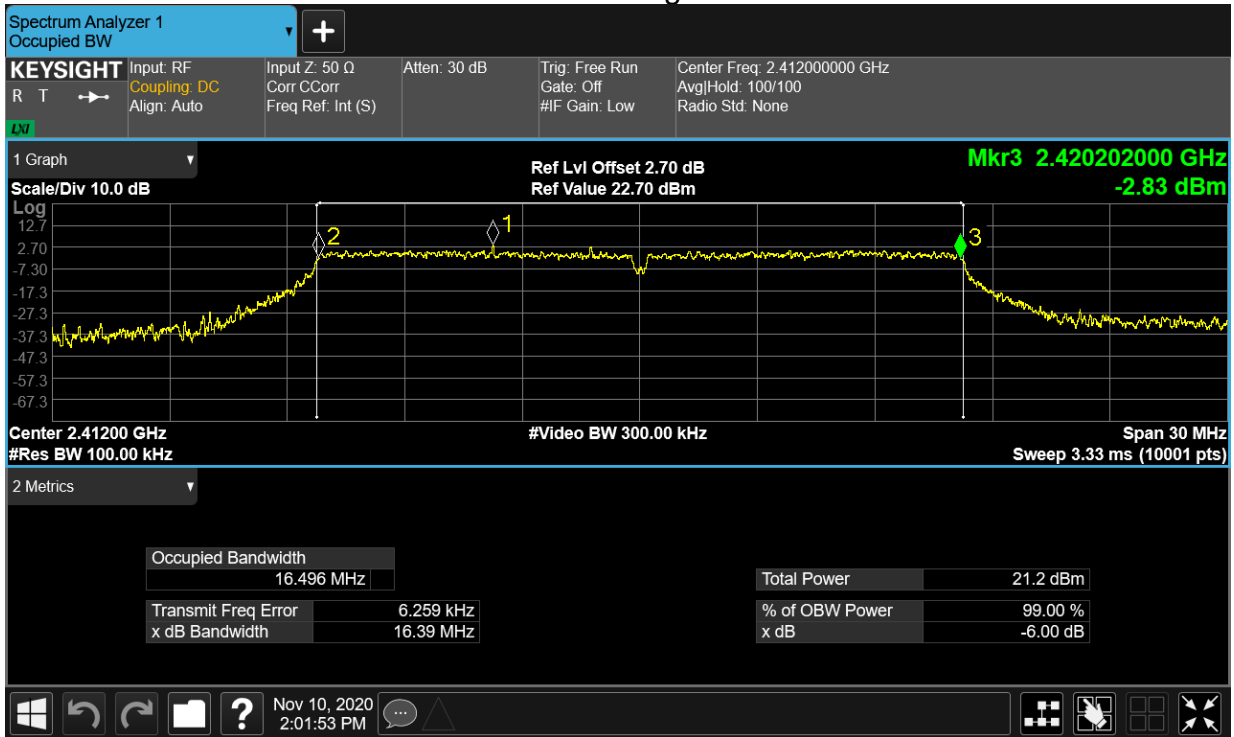 Spectrum Analyzer 1
Occupied BW
KEYSIGHT
R T
LXI
Input: RF
Coupling: DC
Align: Auto
Input Z: 50 Ω
Corr CCorr
Freq Ref: Int (S)
Atten: 30 dB
Trig: Free Run
Gate: Off
#IF Gain: Low
Center Freq: 2.412000000 GHz
Avg|Hold: 100/100
Radio Std: None
1 Graph
Scale/Div 10.0 dB
Ref Lvl Offset 2.70 dB
Ref Value 22.70 dBm
Mkr3 2.420202000 GHz
-2.83 dBm
Log
12.7
2.70
-7.30
-17.3
-27.3
-37.3
-47.3
-57.3
-67.3
2
1
3
Center 2.41200 GHz
#Res BW 100.00 kHz
#Video BW 300.00 kHz
Span 30 MHz
Sweep 3.33 ms (10001 pts)
2 Metrics
Occupied Bandwidth
16.496 MHz
Transmit Freq Error 6.259 kHz
x dB Bandwidth 16.39 MHz
Total Power 21.2 dBm
% of OBW Power 99.00 %
x dB -6.00 dB
?
Nov 10, 2020
2:01:53 PM